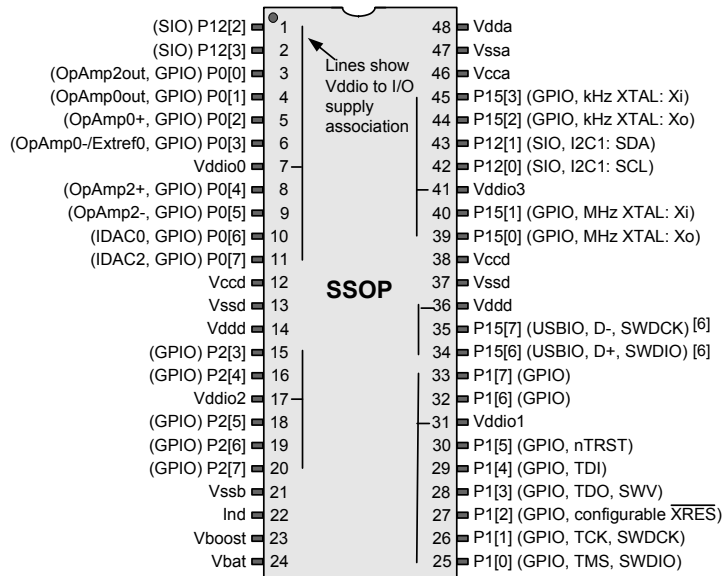 (SIO) P12[2] 1
(SIO) P12[3] 2
(OpAmp2out, GPIO) P0[0] 3
(OpAmp0out, GPIO) P0[1] 4
(OpAmp0+, GPIO) P0[2] 5
(OpAmp0-/Extref0, GPIO) P0[3] 6
Vddio0 7
(OpAmp2+, GPIO) P0[4] 8
(OpAmp2-, GPIO) P0[5] 9
(IDAC0, GPIO) P0[6] 10
(IDAC2, GPIO) P0[7] 11
Vccd 12
Vssd 13
Vddd 14
(GPIO) P2[3] 15
(GPIO) P2[4] 16
Vddio2 17
(GPIO) P2[5] 18
(GPIO) P2[6] 19
(GPIO) P2[7] 20
Vssb 21
Ind 22
Vboost 23
Vbat 24
Lines show
Vddio to I/O
supply
association
SSOP
48 Vdda
47 Vssa
46 Vcca
45 P15[3] (GPIO, kHz XTAL: Xi)
44 P15[2] (GPIO, kHz XTAL: Xo)
43 P12[1] (SIO, I2C1: SDA)
42 P12[0] (SIO, I2C1: SCL)
41 Vddio3
40 P15[1] (GPIO, MHz XTAL: Xi)
39 P15[0] (GPIO, MHz XTAL: Xo)
38 Vccd
37 Vssd
36 Vddd
35 P15[7] (USBIO, D-, SWDCK) [6]
34 P15[6] (USBIO, D+, SWDIO) [6]
33 P1[7] (GPIO)
32 P1[6] (GPIO)
31 Vddio1
30 P1[5] (GPIO, nTRST)
29 P1[4] (GPIO, TDI)
28 P1[3] (GPIO, TDO, SWV)
27 P1[2] (GPIO, configurable XRES)
26 P1[1] (GPIO, TCK, SWDCK)
25 P1[0] (GPIO, TMS, SWDIO)